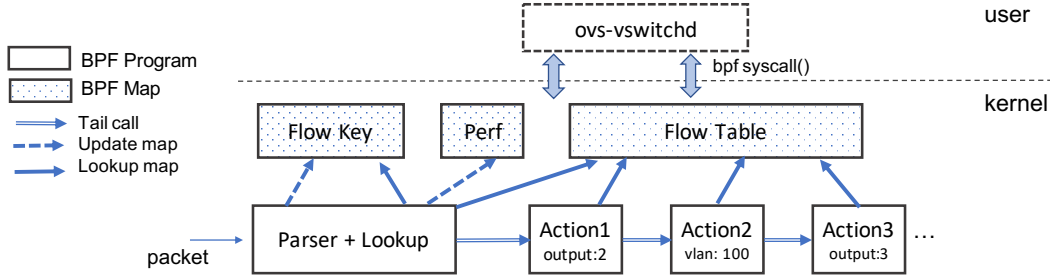 user
ovs-vswitchd
bpf syscall()
BPF Program
BPF Map
Tail call
Update map
Lookup map
kernel
Flow Key
Perf
Flow Table
packet
Parser + Lookup
Action1
output:2
Action2
vlan: 100
Action3
output:3
...